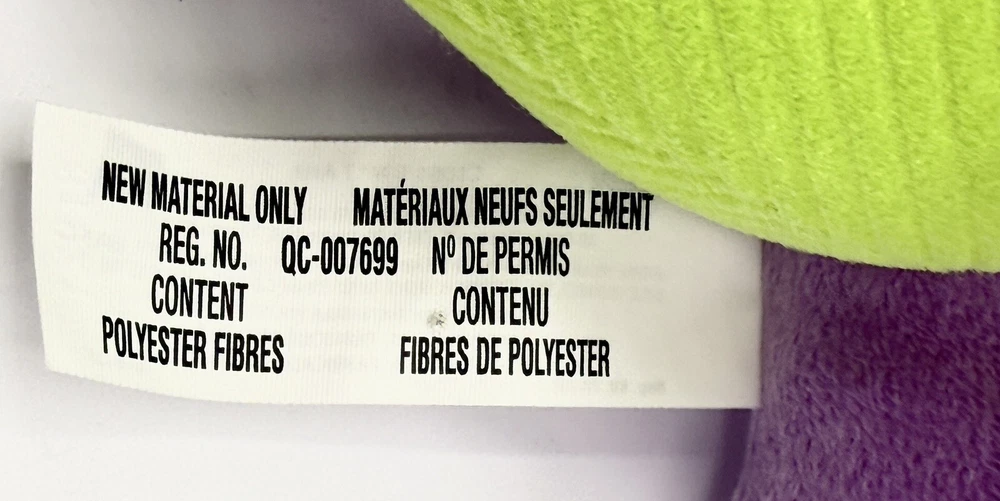 NEW MATERIAL ONLY MATÉRIAUX NEUFS SEULEMENT
REG. NO. QC-007699 Nº DE PERMIS
CONTENT CONTENU
POLYESTER FIBRES FIBRES DE POLYESTER